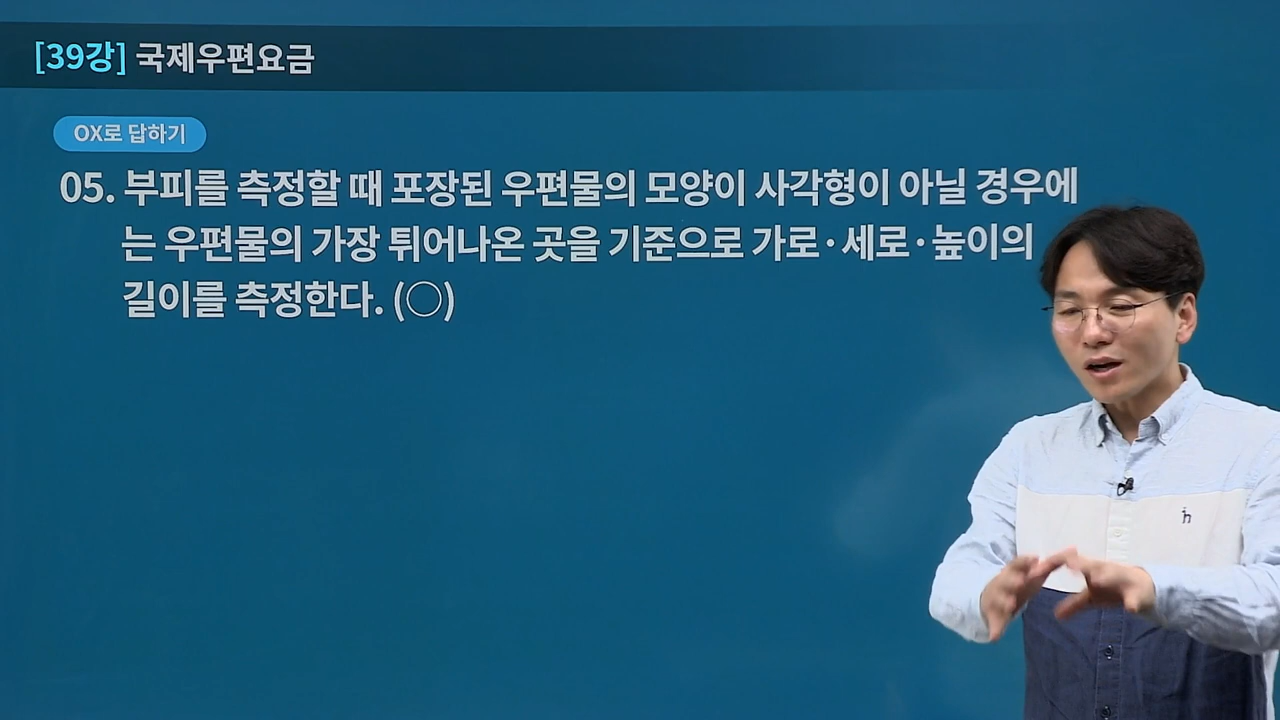 [39강] 국제우편요금
OX로 답하기
05. 부피를 측정할 때 포장된 우편물의 모양이 사각형이 아닐 경우에
는 우편물의 가장 튀어나온 곳을 기준으로 가로·세로·높이의
길이를 측정한다. (○)
h